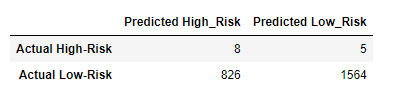 Predicted High_Risk Predicted Low_Risk
Actual High-Risk 8 5
Actual Low-Risk 826 1564